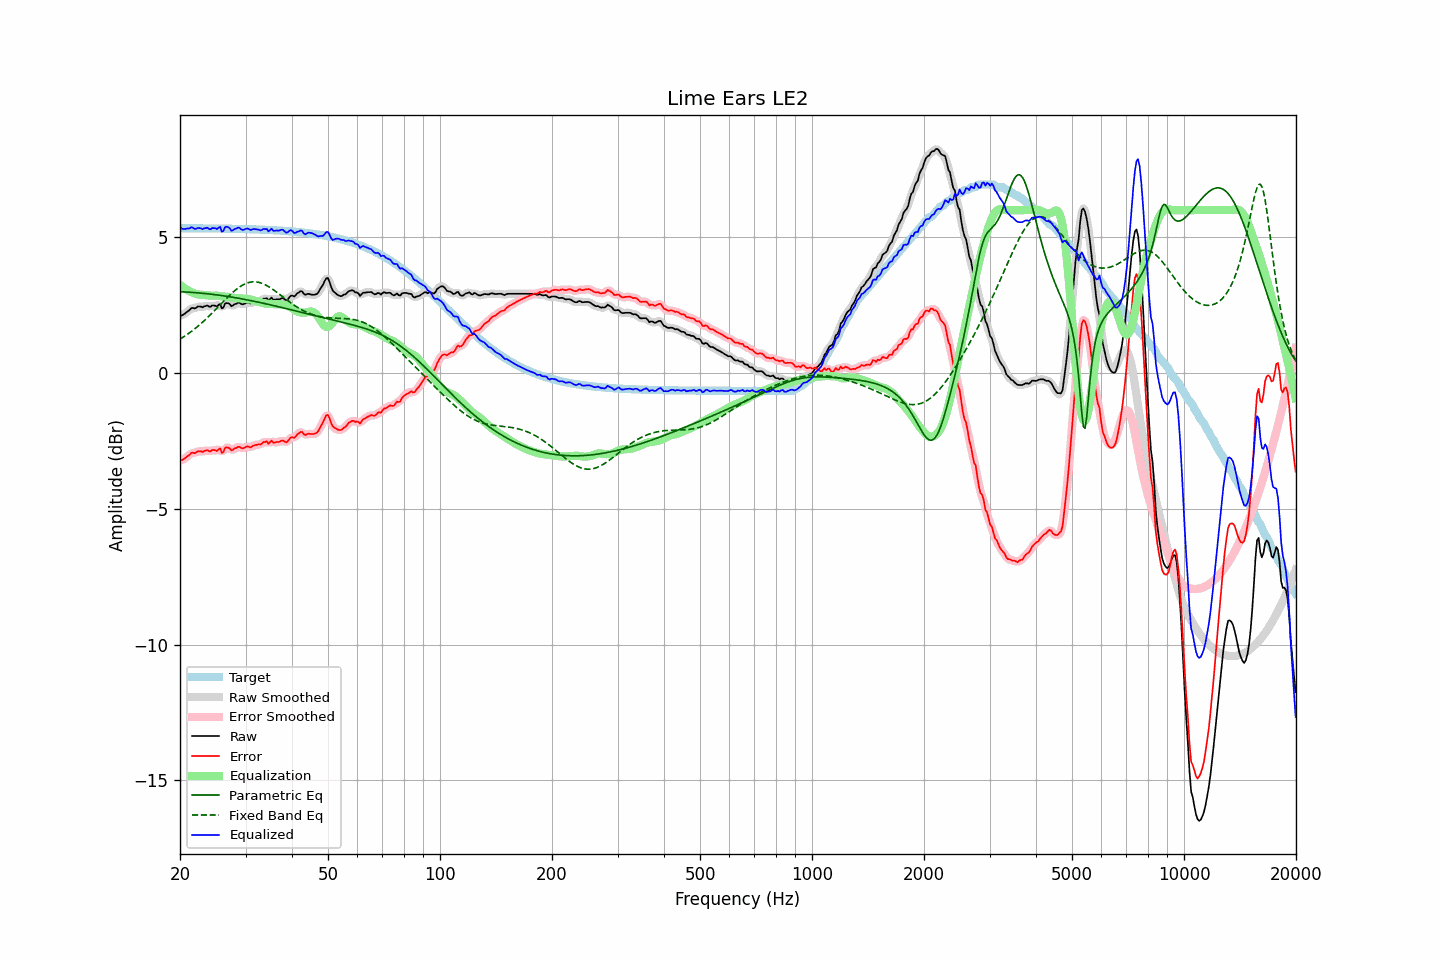 Lime Ears LE2
Amplitude (dBr)
5
0
−5
−10
−15
Target
Raw Smoothed
Error Smoothed
Raw
Error
Equalization
Parametric Eq
Fixed Band Eq
Equalized
20 50 100 200 500 1000 2000 5000 10000 20000
Frequency (Hz)